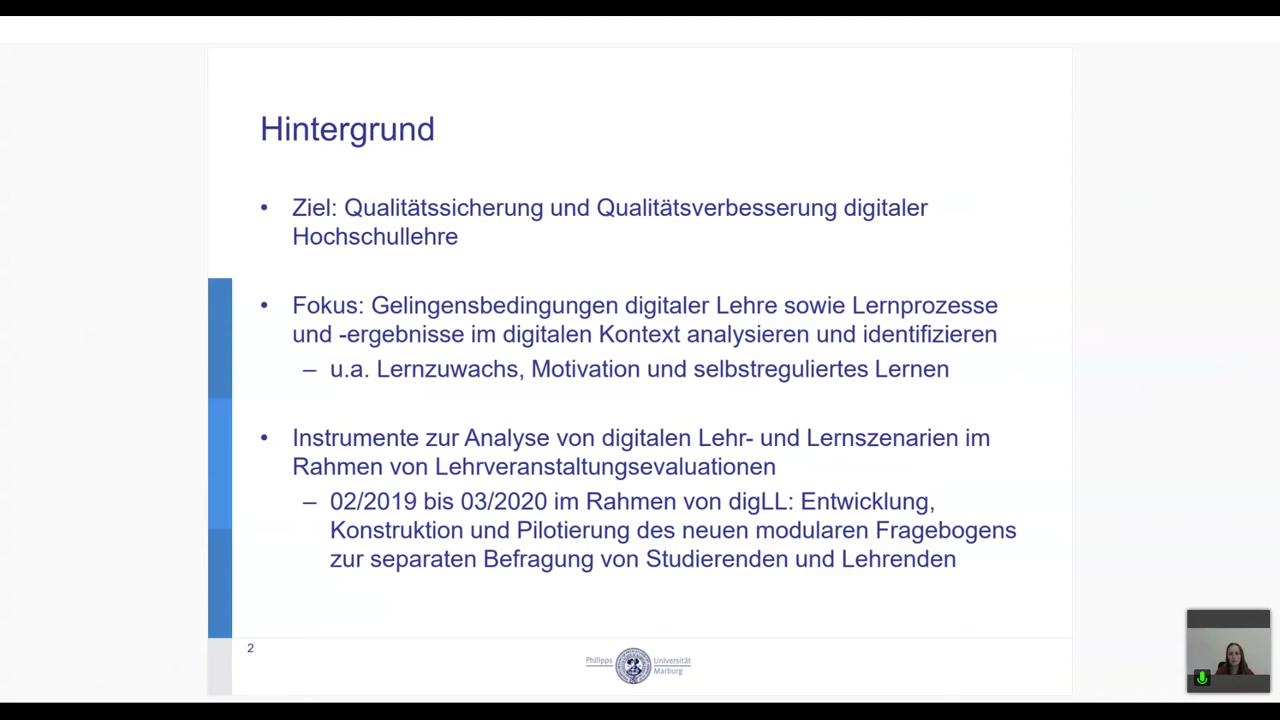 Hintergrund
• Ziel: Qualitätssicherung und Qualitätsverbesserung digitaler
Hochschullehre
• Fokus: Gelingensbedingungen digitaler Lehre sowie Lernprozesse
und -ergebnisse im digitalen Kontext analysieren und identifizieren
– u.a. Lernzuwachs, Motivation und selbstreguliertes Lernen
• Instrumente zur Analyse von digitalen Lehr- und Lernszenarien im
Rahmen von Lehrveranstaltungsevaluationen
– 02/2019 bis 03/2020 im Rahmen von digLL: Entwicklung,
Konstruktion und Pilotierung des neuen modularen Fragebogens
zur separaten Befragung von Studierenden und Lehrenden
2
Philipps Universität
Marburg